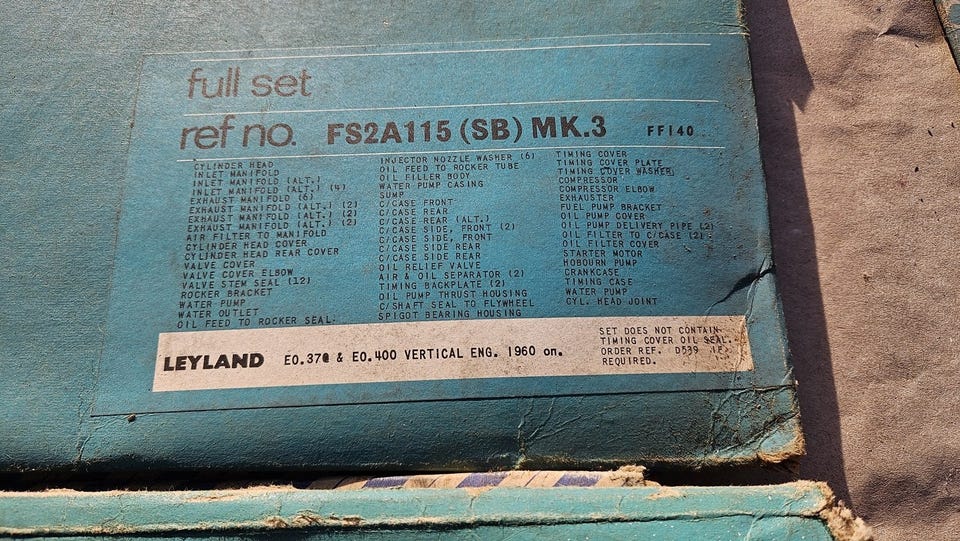 full set
ref no. FS2A115 (SB) MK.3 FF140
CYLINDER HEAD
INLET MANIFOLD
INLET MANIFOLD (ALT.)
INLET MANIFOLD (ALT.) (4)
EXHAUST MANIFOLD (6)
EXHAUST MANIFOLD (ALT.) (2)
EXHAUST MANIFOLD (ALT.) (2)
EXHAUST MANIFOLD (ALT.) (2)
AIR FILTER TO MANIFOLD
CYLINDER HEAD COVER
CYLINDER HEAD REAR COVER
VALVE COVER
VALVE COVER ELBOW
VALVE STEM SEAL (12)
ROCKER BRACKET
WATER PUMP
WATER OUTLET
OIL FEED TO ROCKER SEAL.
INJECTOR NOZZLE WASHER (6)
OIL FEED TO ROCKER TUBE
OIL FILLER BODY
WATER PUMP CASING
SUMP
C/CASE FRONT
C/CASE REAR
C/CASE REAR (ALT.)
C/CASE SIDE, FRONT (2)
C/CASE SIDE, FRONT
C/CASE SIDE REAR
C/CASE SIDE REAR
OIL RELIEF VALVE
AIR & OIL SEPARATOR (2)
TIMING BACKPLATE (2)
OIL PUMP THRUST HOUSING
C/SHAFT SEAL TO FLYWHEEL
SPIGOT BEARING HOUSING
TIMING COVER
TIMING COVER PLATE
TIMING COVER WASHER
COMPRESSOR
COMPRESSOR ELBOW
EXHAUSTER
FUEL PUMP BRACKET
OIL PUMP COVER
OIL PUMP DELIVERY PIPE (2)
OIL FILTER TO C/CASE (2)
OIL FILTER COVER
STARTER MOTOR
HOBOURN PUMP
CRANKCASE
TIMING CASE
WATER PUMP
CYL. HEAD JOINT
LEYLAND EO.370 & EO.400 VERTICAL ENG. 1960 on.
SET DOES NOT CONTAIN
TIMING COVER OIL SEAL.
ORDER REF. D539 IF
REQUIRED.